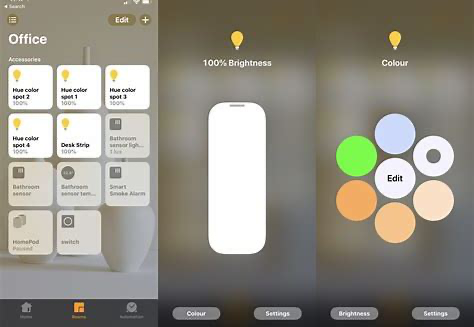 Search
Edit
+
Office
Accessories
Hue color
spot 2
100%
Hue color
spot 1
100%
Hue color
spot 3
100%
Hue color
spot 4
100%
Desk Strip
100%
Bathroom
sensor ligh...
1 lux
Bathroom
sensor
Bathroom
sensor tem...
Smart
Smoke Alarm
HomePod
Paused
switch
Home
Rooms
Automation
100% Brightness
Colour
Settings
Colour
Edit
Brightness
Settings